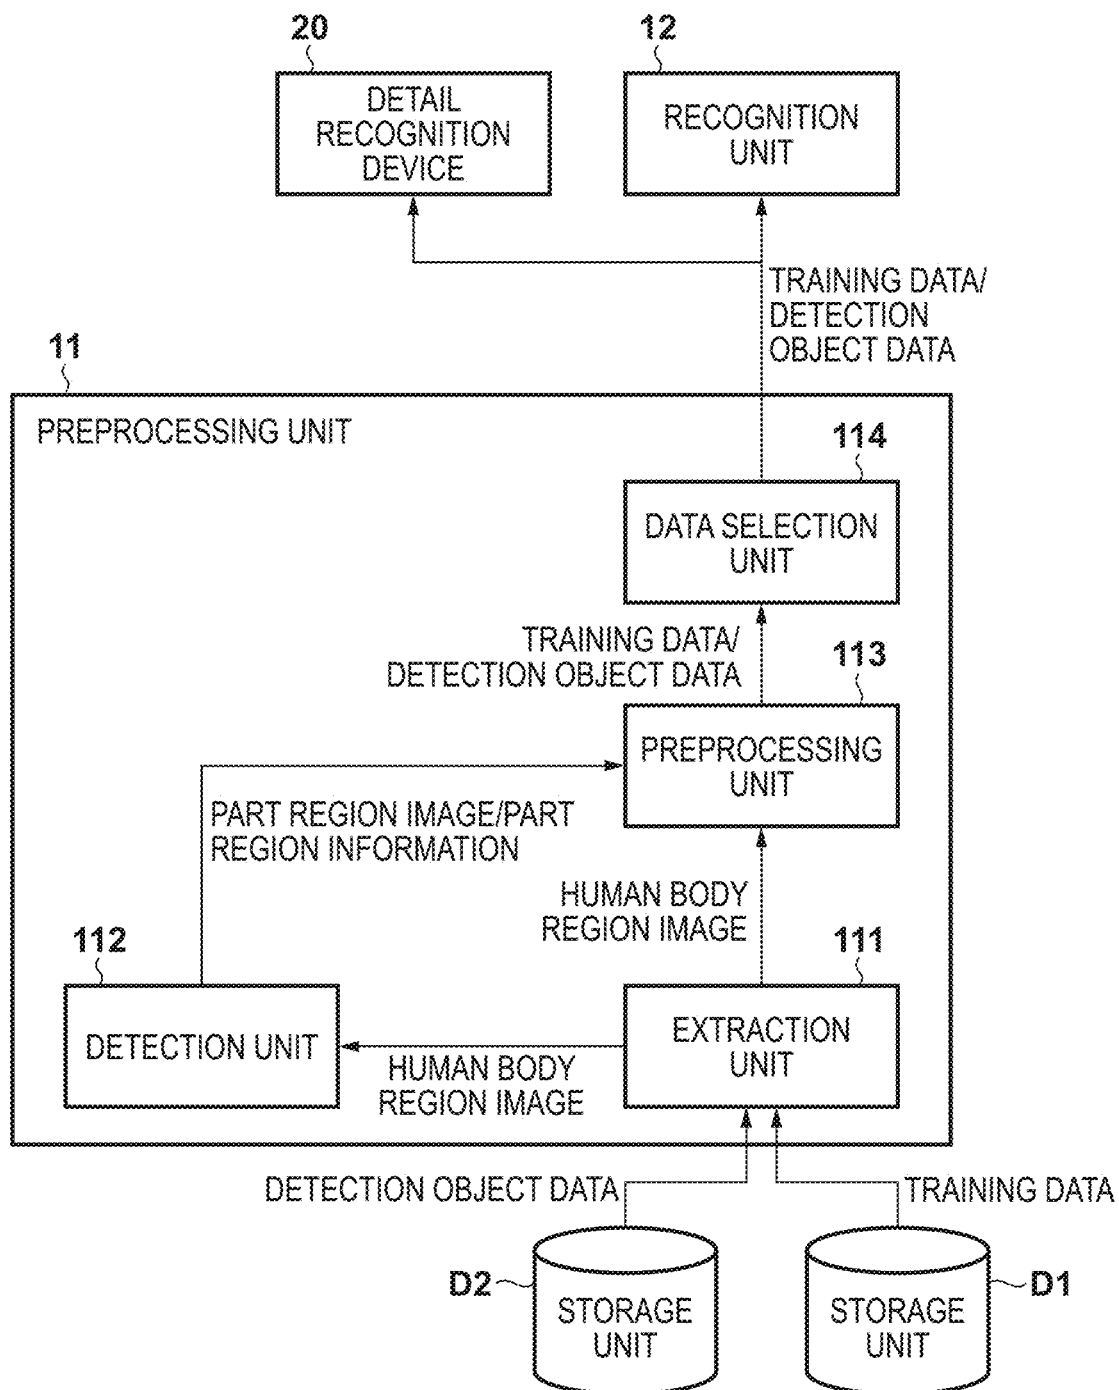 20
12
DETAIL
RECOGNITION
DEVICE
RECOGNITION
UNIT
TRAINING DATA/
DETECTION
OBJECT DATA
11
PREPROCESSING UNIT
114
DATA SELECTION
UNIT
TRAINING DATA/
DETECTION OBJECT DATA
113
PREPROCESSING
UNIT
PART REGION IMAGE/PART
REGION INFORMATION
HUMAN BODY
REGION IMAGE
112
111
DETECTION UNIT
EXTRACTION
UNIT
HUMAN BODY
REGION IMAGE
DETECTION OBJECT DATA
TRAINING DATA
D2
STORAGE
UNIT
STORAGE
UNIT
D1